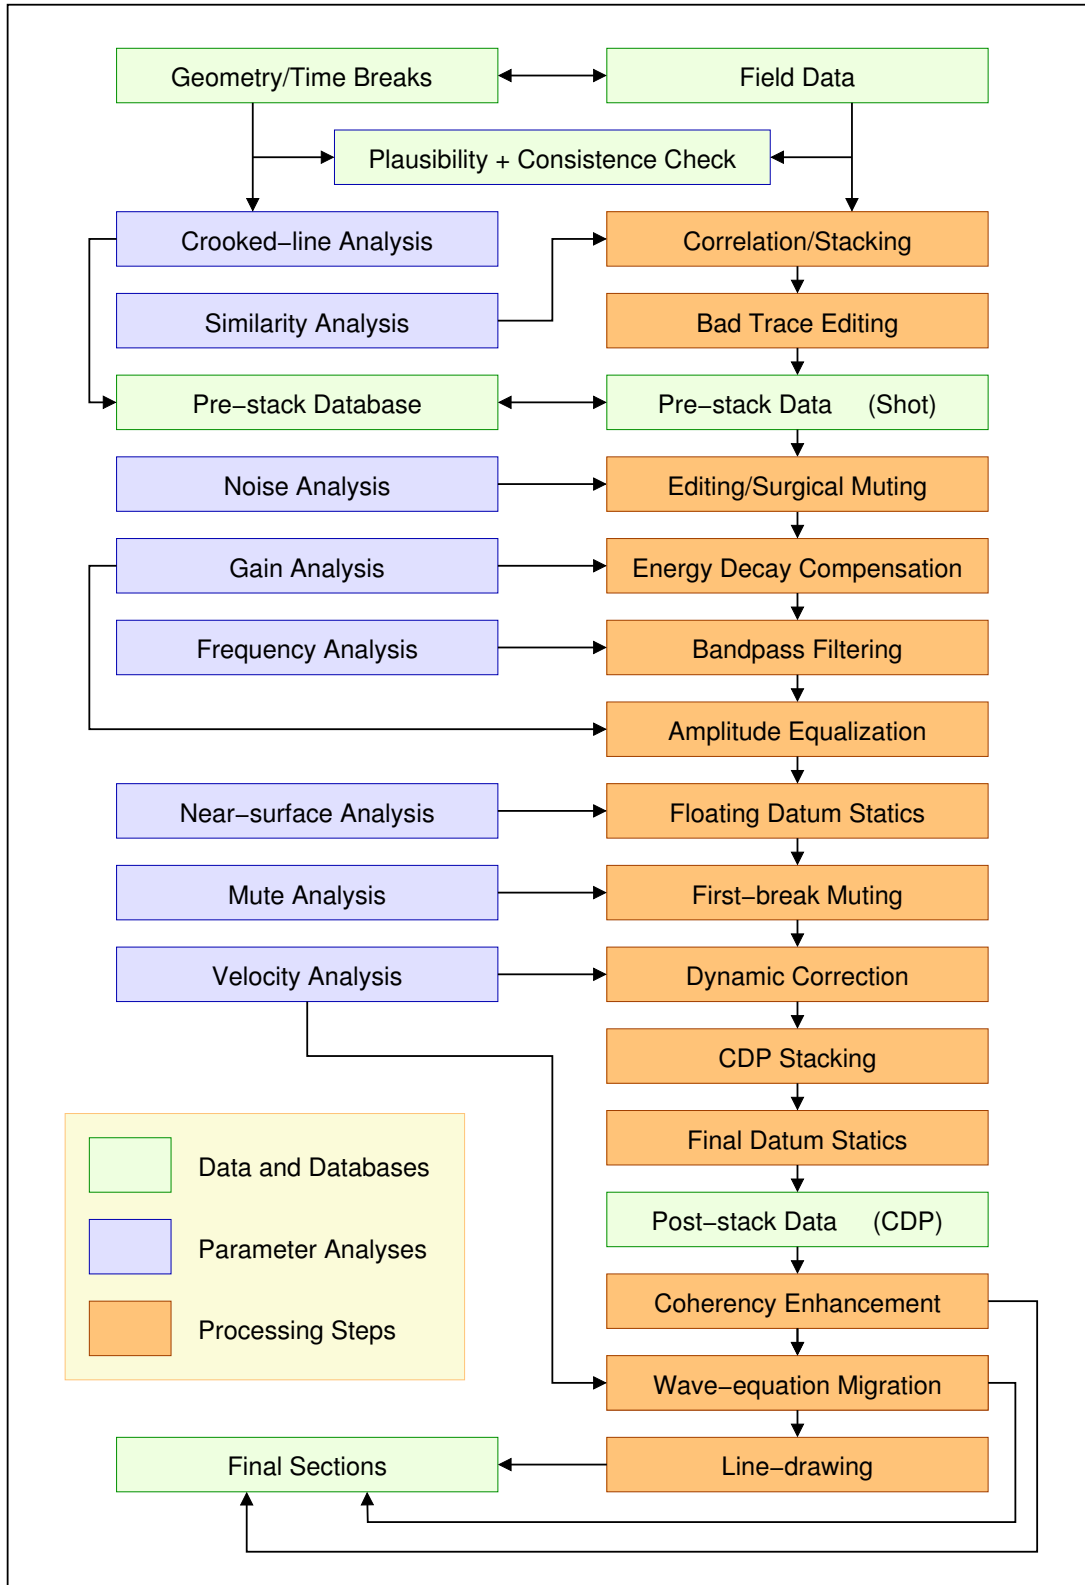 Geometry/Time Breaks
Field Data
Plausibility + Consistence Check
Crooked−line Analysis
Correlation/Stacking
Similarity Analysis
Bad Trace Editing
Pre−stack Database
Pre−stack Data (Shot)
Noise Analysis
Editing/Surgical Muting
Gain Analysis
Energy Decay Compensation
Frequency Analysis
Bandpass Filtering
Amplitude Equalization
Near−surface Analysis
Floating Datum Statics
Mute Analysis
First−break Muting
Velocity Analysis
Dynamic Correction
CDP Stacking
Final Datum Statics
Data and Databases
Post−stack Data (CDP)
Parameter Analyses
Coherency Enhancement
Processing Steps
Wave−equation Migration
Final Sections
Line−drawing